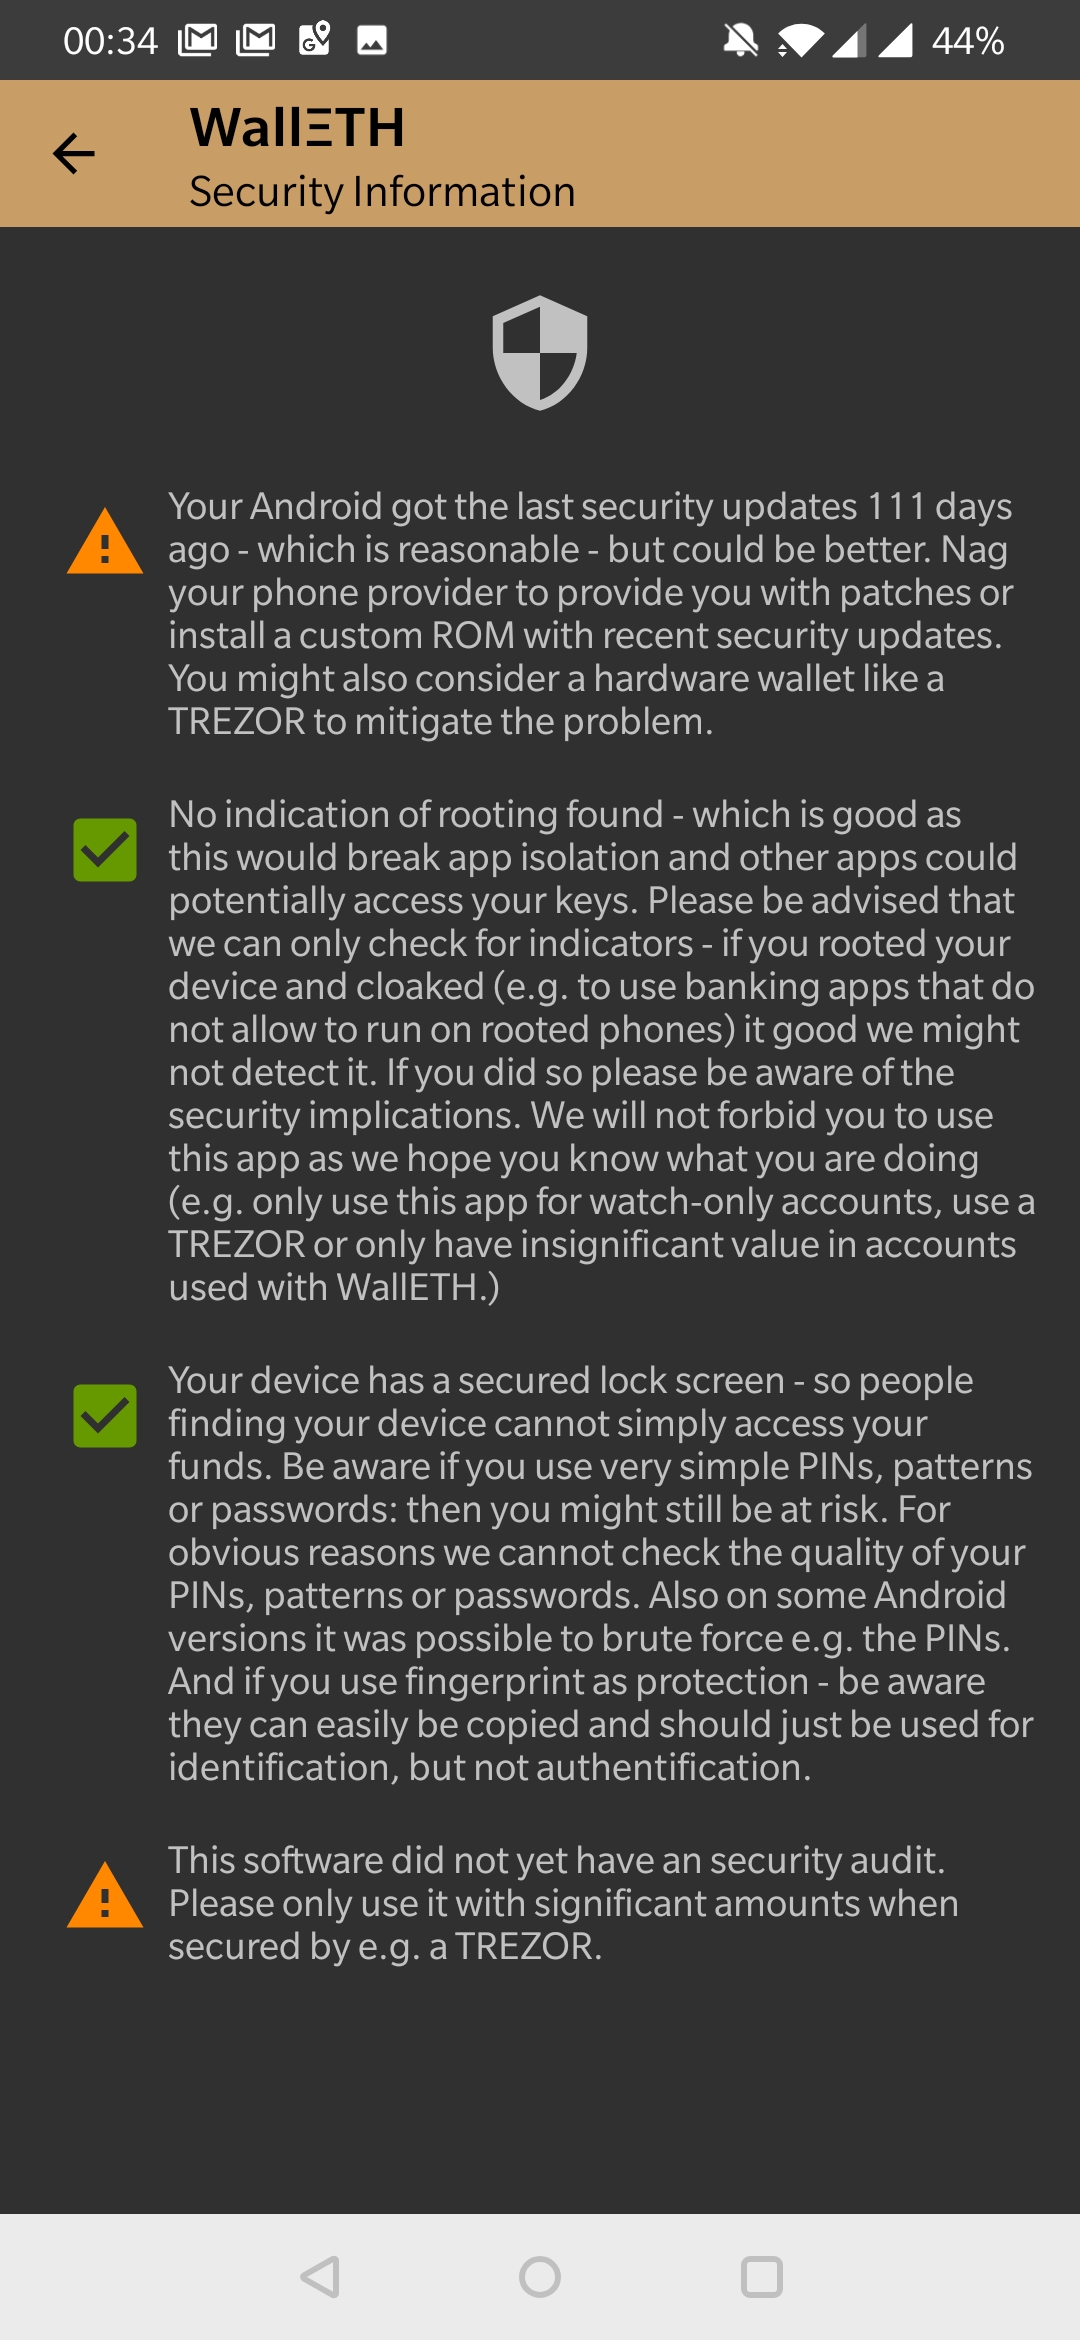 00:34
44%
WallΞTH
Security Information
Your Android got the last security updates 111 days
ago - which is reasonable - but could be better. Nag
your phone provider to provide you with patches or
install a custom ROM with recent security updates.
You might also consider a hardware wallet like a
TREZOR to mitigate the problem.
No indication of rooting found - which is good as
this would break app isolation and other apps could
potentially access your keys. Please be advised that
we can only check for indicators - if you rooted your
device and cloaked (e.g. to use banking apps that do
not allow to run on rooted phones) it good we might
not detect it. If you did so please be aware of the
security implications. We will not forbid you to use
this app as we hope you know what you are doing
(e.g. only use this app for watch-only accounts, use a
TREZOR or only have insignificant value in accounts
used with WallETH.)
Your device has a secured lock screen - so people
finding your device cannot simply access your
funds. Be aware if you use very simple PINs, patterns
or passwords: then you might still be at risk. For
obvious reasons we cannot check the quality of your
PINs, patterns or passwords. Also on some Android
versions it was possible to brute force e.g. the PINs.
And if you use fingerprint as protection - be aware
they can easily be copied and should just be used for
identification, but not authentification.
This software did not yet have an security audit.
Please only use it with significant amounts when
secured by e.g. a TREZOR.